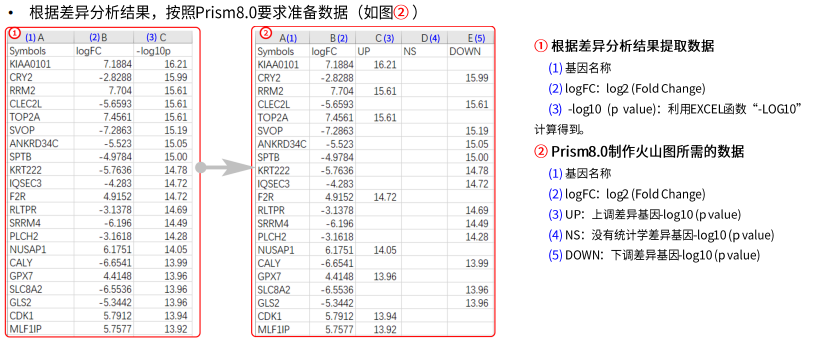 • 根据差异分析结果，按照Prism8.0要求准备数据（如图②）
①
(1) A (2) B (3) C
Symbols logFC -log10p
KIAA0101 7.1884 16.21
CRY2 -2.8288 15.99
RRM2 7.704 15.61
CLEC2L -5.6593 15.61
TOP2A 7.4561 15.61
SVOP -7.2863 15.19
ANKRD34C -5.523 15.05
SPTB -4.9784 15.00
KRT222 -5.7636 14.78
IQSEC3 -4.283 14.72
F2R 4.9152 14.72
RLTPR -3.1378 14.69
SRRM4 -6.196 14.49
PLCH2 -3.1618 14.28
NUSAP1 6.1751 14.05
CALY -6.6541 13.99
GPX7 4.4148 13.96
SLC8A2 -6.5536 13.96
GLS2 -5.3442 13.96
CDK1 5.7912 13.94
MLF1IP 5.7577 13.92
②
A(1) B(2) C(3) D(4) E(5)
Symbols logFC UP NS DOWN
KIAA0101 7.1884 16.21
CRY2 -2.8288 15.99
RRM2 7.704 15.61
CLEC2L -5.6593 15.61
TOP2A 7.4561 15.61
SVOP -7.2863 15.19
ANKRD34C -5.523 15.05
SPTB -4.9784 15.00
KRT222 -5.7636 14.78
IQSEC3 -4.283 14.72
F2R 4.9152 14.72
RLTPR -3.1378 14.69
SRRM4 -6.196 14.49
PLCH2 -3.1618 14.28
NUSAP1 6.1751 14.05
CALY -6.6541 13.99
GPX7 4.4148 13.96
SLC8A2 -6.5536 13.96
GLS2 -5.3442 13.96
CDK1 5.7912 13.94
MLF1IP 5.7577 13.92
① 根据差异分析结果提取数据
(1) 基因名称
(2) logFC：log2 (Fold Change)
(3) -log10（p value)：利用EXCEL函数“-LOG10”
计算得到。
② Prism8.0制作火山图所需的数据
(1) 基因名称
(2) logFC：log2 (Fold Change)
(3) UP：上调差异基因-log10 (p value)
(4) NS：没有统计学差异基因-log10 (p value)
(5) DOWN：下调差异基因-log10 (p value)